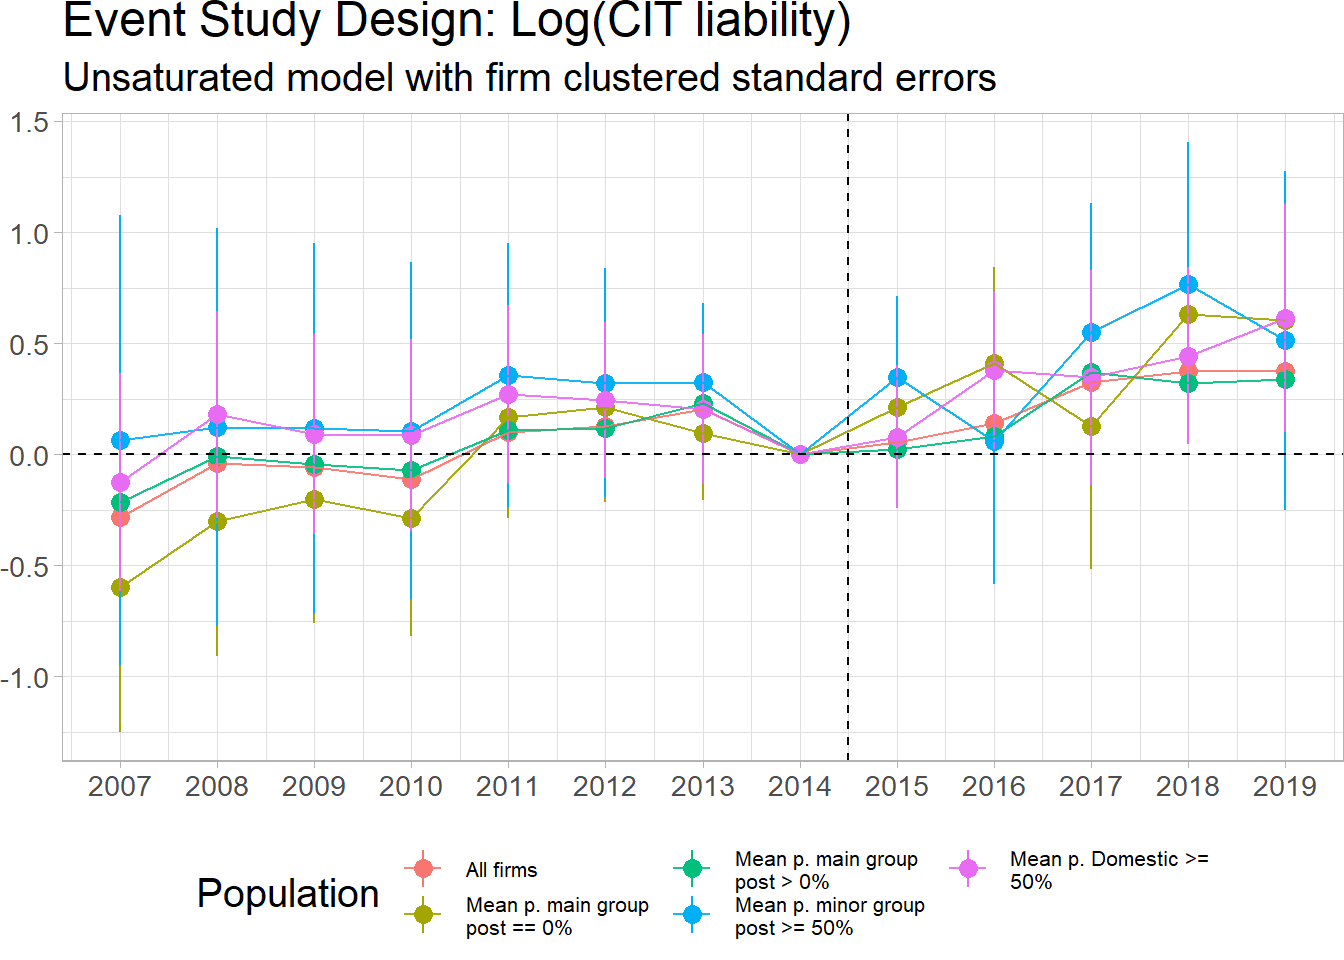 Event Study Design: Log(CIT liability)
Unsaturated model with firm clustered standard errors
1.5
1.0
0.5
0.0
-0.5
-1.0
2007 2008 2009 2010 2011 2012 2013 2014 2015 2016 2017 2018 2019
Population
All firms
Mean p. main group
post == 0%
Mean p. main group
post > 0%
Mean p. minor group
post >= 50%
Mean p. Domestic >=
50%